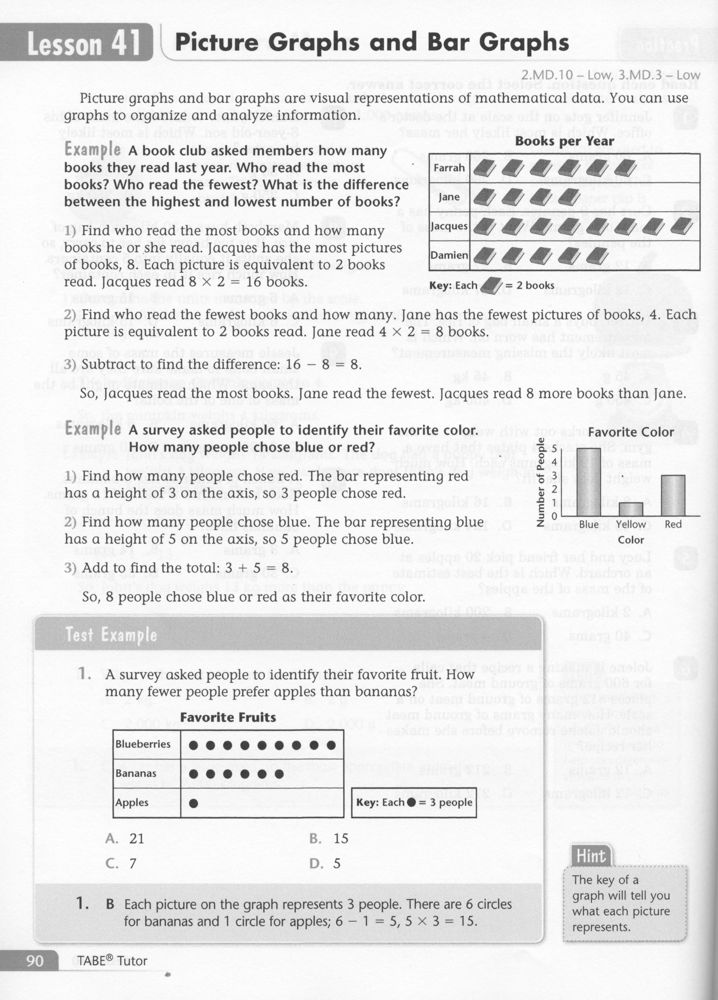 Lesson 41
Picture Graphs and Bar Graphs
2.MD.10 – Low, 3.MD.3 – Low
Picture graphs and bar graphs are visual representations of mathematical data. You can use
graphs to organize and analyze information.
Example A book club asked members how many
books they read last year. Who read the most
books? Who read the fewest? What is the difference
between the highest and lowest number of books?
1) Find who read the most books and how many
books he or she read. Jacques has the most pictures
of books, 8. Each picture is equivalent to 2 books
read. Jacques read 8 × 2 = 16 books.
Books per Year
Farrah
Jane
Jacques
Damien
Key: Each = 2 books
2) Find who read the fewest books and how many. Jane has the fewest pictures of books, 4. Each
picture is equivalent to 2 books read. Jane read 4 × 2 = 8 books.
3) Subtract to find the difference: 16 − 8 = 8.
So, Jacques read the most books. Jane read the fewest. Jacques read 8 more books than Jane.
Example A survey asked people to identify their favorite color.
How many people chose blue or red?
1) Find how many people chose red. The bar representing red
has a height of 3 on the axis, so 3 people chose red.
2) Find how many people chose blue. The bar representing blue
has a height of 5 on the axis, so 5 people chose blue.
3) Add to find the total: 3 + 5 = 8.
So, 8 people chose blue or red as their favorite color.
Favorite Color
Number of People
5
4
3
2
1
0
Blue Yellow Red
Color
Test Example
1. A survey asked people to identify their favorite fruit. How
many fewer people prefer apples than bananas?
Favorite Fruits
Blueberries
Bananas
Apples
Key: Each ● = 3 people
A. 21 B. 15
C. 7 D. 5
1. B Each picture on the graph represents 3 people. There are 6 circles
for bananas and 1 circle for apples; 6 − 1 = 5, 5 × 3 = 15.
Hint
The key of a
graph will tell you
what each picture
represents.
90 TABE® Tutor